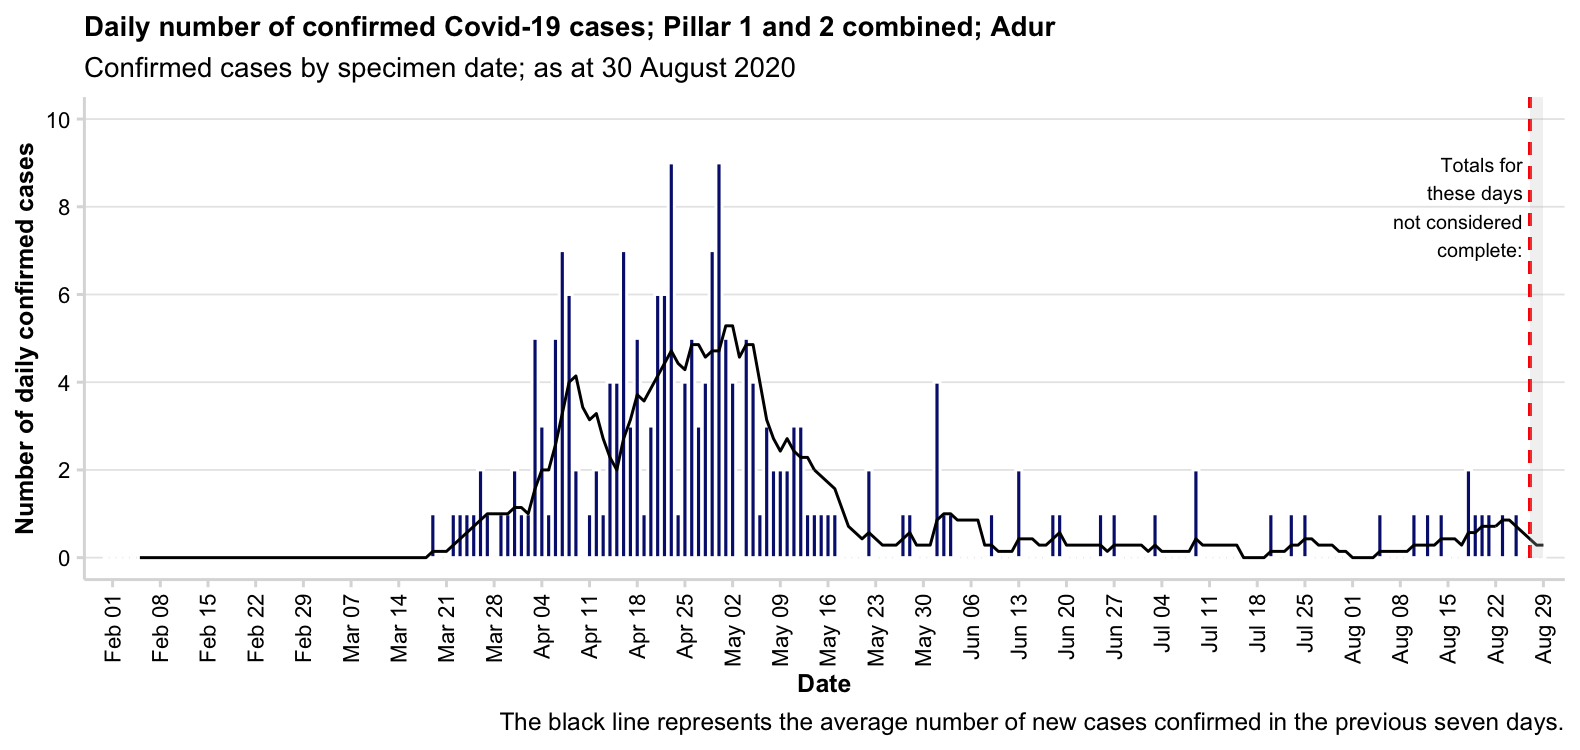 Daily number of confirmed Covid-19 cases; Pillar 1 and 2 combined; Adur
Confirmed cases by specimen date; as at 30 August 2020
Number of daily confirmed cases
10
8
6
4
2
0
Totals for
these days
not considered
complete:
Feb 01
Feb 08
Feb 15
Feb 22
Feb 29
Mar 07
Mar 14
Mar 21
Mar 28
Apr 04
Apr 11
Apr 18
Apr 25
May 02
May 09
May 16
May 23
May 30
Jun 06
Jun 13
Jun 20
Jun 27
Jul 04
Jul 11
Jul 18
Jul 25
Aug 01
Aug 08
Aug 15
Aug 22
Aug 29
Date
The black line represents the average number of new cases confirmed in the previous seven days.